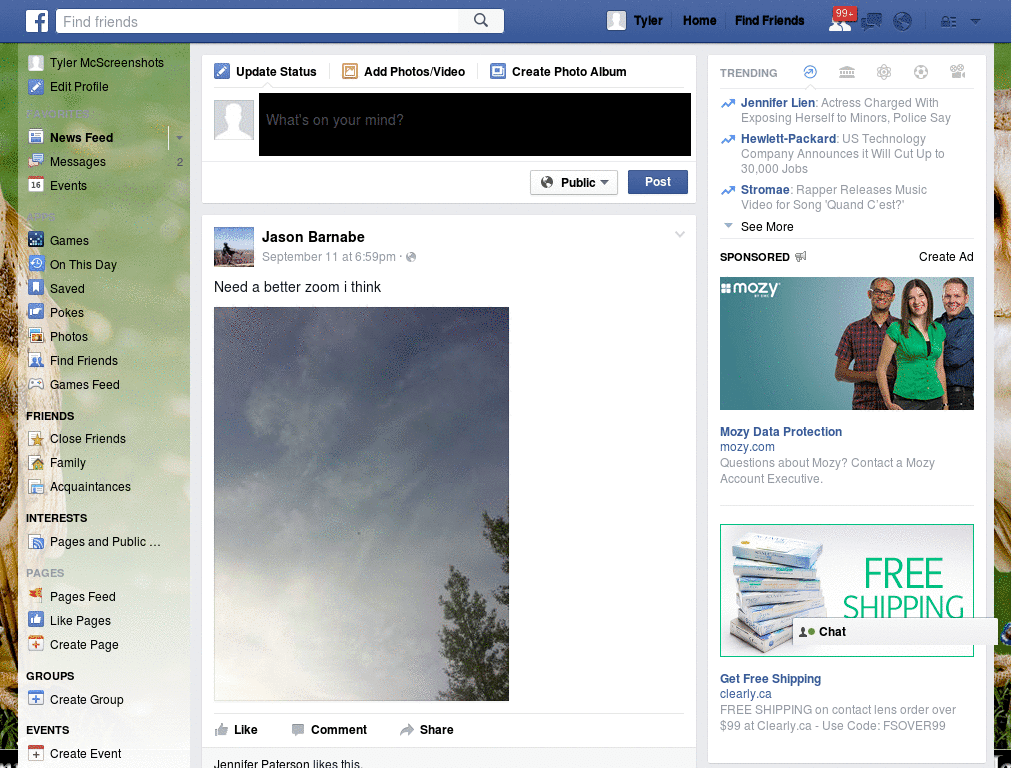 Find friends
Tyler
Home
Find Friends
99+
Tyler McScreenshots
Edit Profile
FAVORITES
News Feed
Messages
2
16
Events
APPS
Games
On This Day
Saved
Pokes
Photos
Find Friends
Games Feed
FRIENDS
Close Friends
Family
Acquaintances
INTERESTS
Pages and Public ...
PAGES
Pages Feed
Like Pages
Create Page
GROUPS
Create Group
EVENTS
Create Event
Update Status
Add Photos/Video
Create Photo Album
What's on your mind?
Public
Post
Jason Barnabe
September 11 at 6:59pm ·
Need a better zoom i think
Like
Comment
Share
Jennifer Paterson likes this.
TRENDING
Jennifer Lien: Actress Charged With
Exposing Herself to Minors, Police Say
Hewlett-Packard: US Technology
Company Announces it Will Cut Up to
30,000 Jobs
Stromae: Rapper Releases Music
Video for Song 'Quand C'est?'
See More
SPONSORED
Create Ad
mozy
Mozy Data Protection
mozy.com
Questions about Mozy? Contact a Mozy
Account Executive.
FREE
SHIPPING
Chat
Get Free Shipping
clearly.ca
FREE SHIPPING on contact lens order over
$99 at Clearly.ca - Use Code: FSOVER99